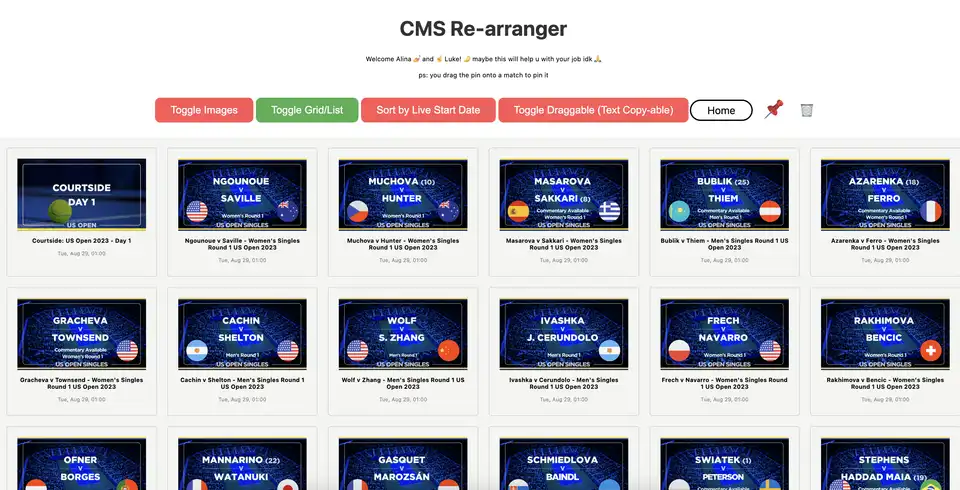 CMS Re-arranger
Welcome Alina 💅 and ☝️ Luke! 🤌 maybe this will help u with your job idk 🙏
ps: you drag the pin onto a match to pin it
Toggle Images
Toggle Grid/List
Sort by Live Start Date
Toggle Draggable (Text Copy-able)
Home
COURTSIDE
DAY 1
US OPEN
Courtside: US Open 2023 - Day 1
Tue, Aug 29, 01:00
NGOUNOUE
V
SAVILLE
Women's Round 1
US OPEN SINGLES
Ngounoue v Saville - Women's Singles
Round 1 US Open 2023
Tue, Aug 29, 01:00
MUCHOVA (10)
V
HUNTER
Women's Round 1
US OPEN SINGLES
Muchova v Hunter - Women's Singles
Round 1 US Open 2023
Tue, Aug 29, 01:00
MASAROVA
V
SAKKARI (8)
Commentary Available
Women's Round 1
US OPEN SINGLES
Masarova v Sakkari - Women's Singles
Round 1 US Open 2023
Tue, Aug 29, 01:00
BUBLIK (25)
V
THIEM
Commentary Available
Men's Round 1
US OPEN SINGLES
Bublik v Thiem - Men's Singles Round 1 US
Open 2023
Tue, Aug 29, 01:00
AZARENKA (18)
V
FERRO
Commentary Available
Women's Round 1
US OPEN SINGLES
Azarenka v Ferro - Women's Singles
Round 1 US Open 2023
Tue, Aug 29, 01:00
GRACHEVA
V
TOWNSEND
Commentary Available
Women's Round 1
US OPEN SINGLES
Gracheva v Townsend - Women's Singles
Round 1 US Open 2023
Tue, Aug 29, 01:00
CACHIN
V
SHELTON
Men's Round 1
US OPEN SINGLES
Cachin v Shelton - Men's Singles Round 1
US Open 2023
Tue, Aug 29, 01:00
WOLF
V
S. ZHANG
Men's Round 1
US OPEN SINGLES
Wolf v Zhang - Men's Singles Round 1 US
Open 2023
Tue, Aug 29, 01:00
IVASHKA
V
J. CERUNDOLO
Men's Round 1
US OPEN SINGLES
Ivashka v Cerundolo - Men's Singles
Round 1 US Open 2023
Tue, Aug 29, 01:00
FRECH
V
NAVARRO
Women's Round 1
US OPEN SINGLES
Frech v Navarro - Women's Singles Round
1 US Open 2023
Tue, Aug 29, 01:00
RAKHIMOVA
V
BENCIC
Women's Round 1
US OPEN SINGLES
Rakhimova v Bencic - Women's Singles
Round 1 US Open 2023
Tue, Aug 29, 01:00
OFNER
V
BORGES
MANNARINO (22)
V
WATANUKI
GASQUET
V
MAROZSÁN
SCHMIEDLOVA
V
BAINDL
SWIATEK (1)
V
PETERSON
STEPHENS
V
HADDAD MAIA (19)